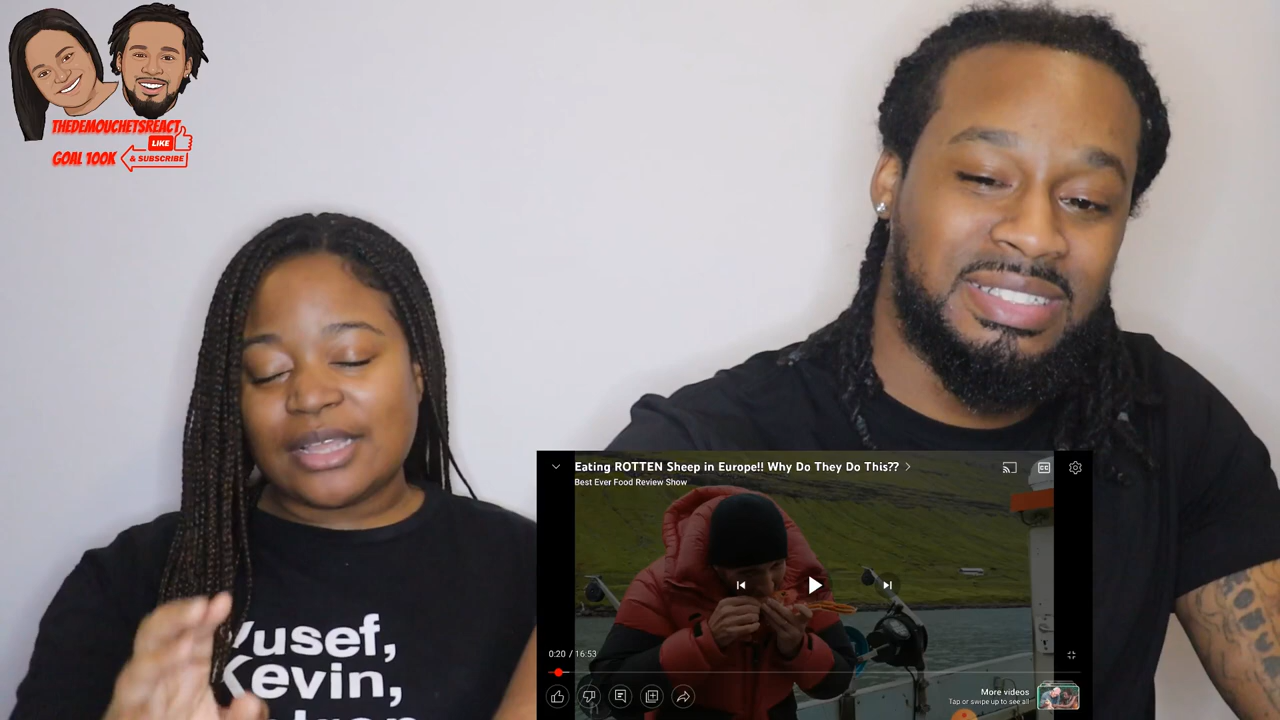 THEDEMOUCHETSREACT
LIKE
GOAL 100K
& SUBSCRIBE
Eating ROTTEN Sheep in Europe!! Why Do They Do This??
CC
Best Ever Food Review Show
Yusef,
Kevin,
0:20 / 16:53
More videos
Tap or swipe up to see all